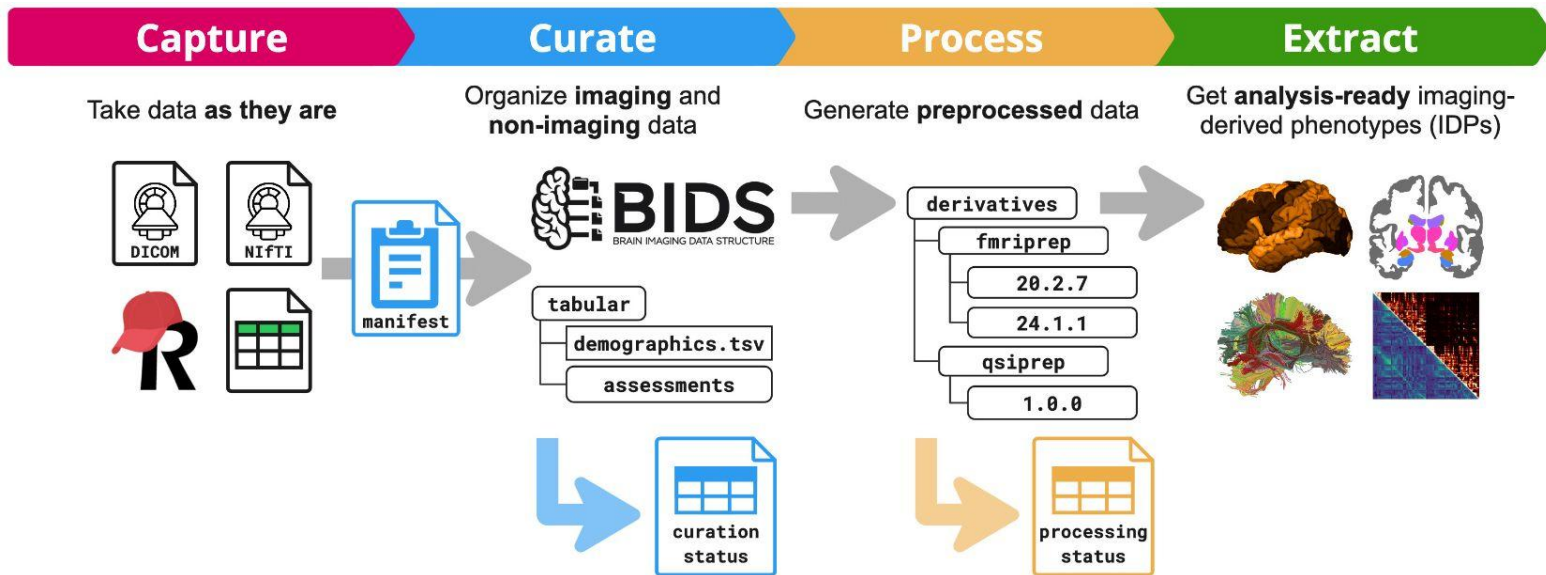 Capture
Curate
Process
Extract
Take data as they are
Organize imaging and
non-imaging data
Generate preprocessed data
Get analysis-ready imaging-
derived phenotypes (IDPs)
DICOM
NIfTI
R
manifest
BIDS
BRAIN IMAGING DATA STRUCTURE
tabular
demographics.tsv
assessments
curation
status
derivatives
fmriprep
20.2.7
24.1.1
qsiprep
1.0.0
processing
status